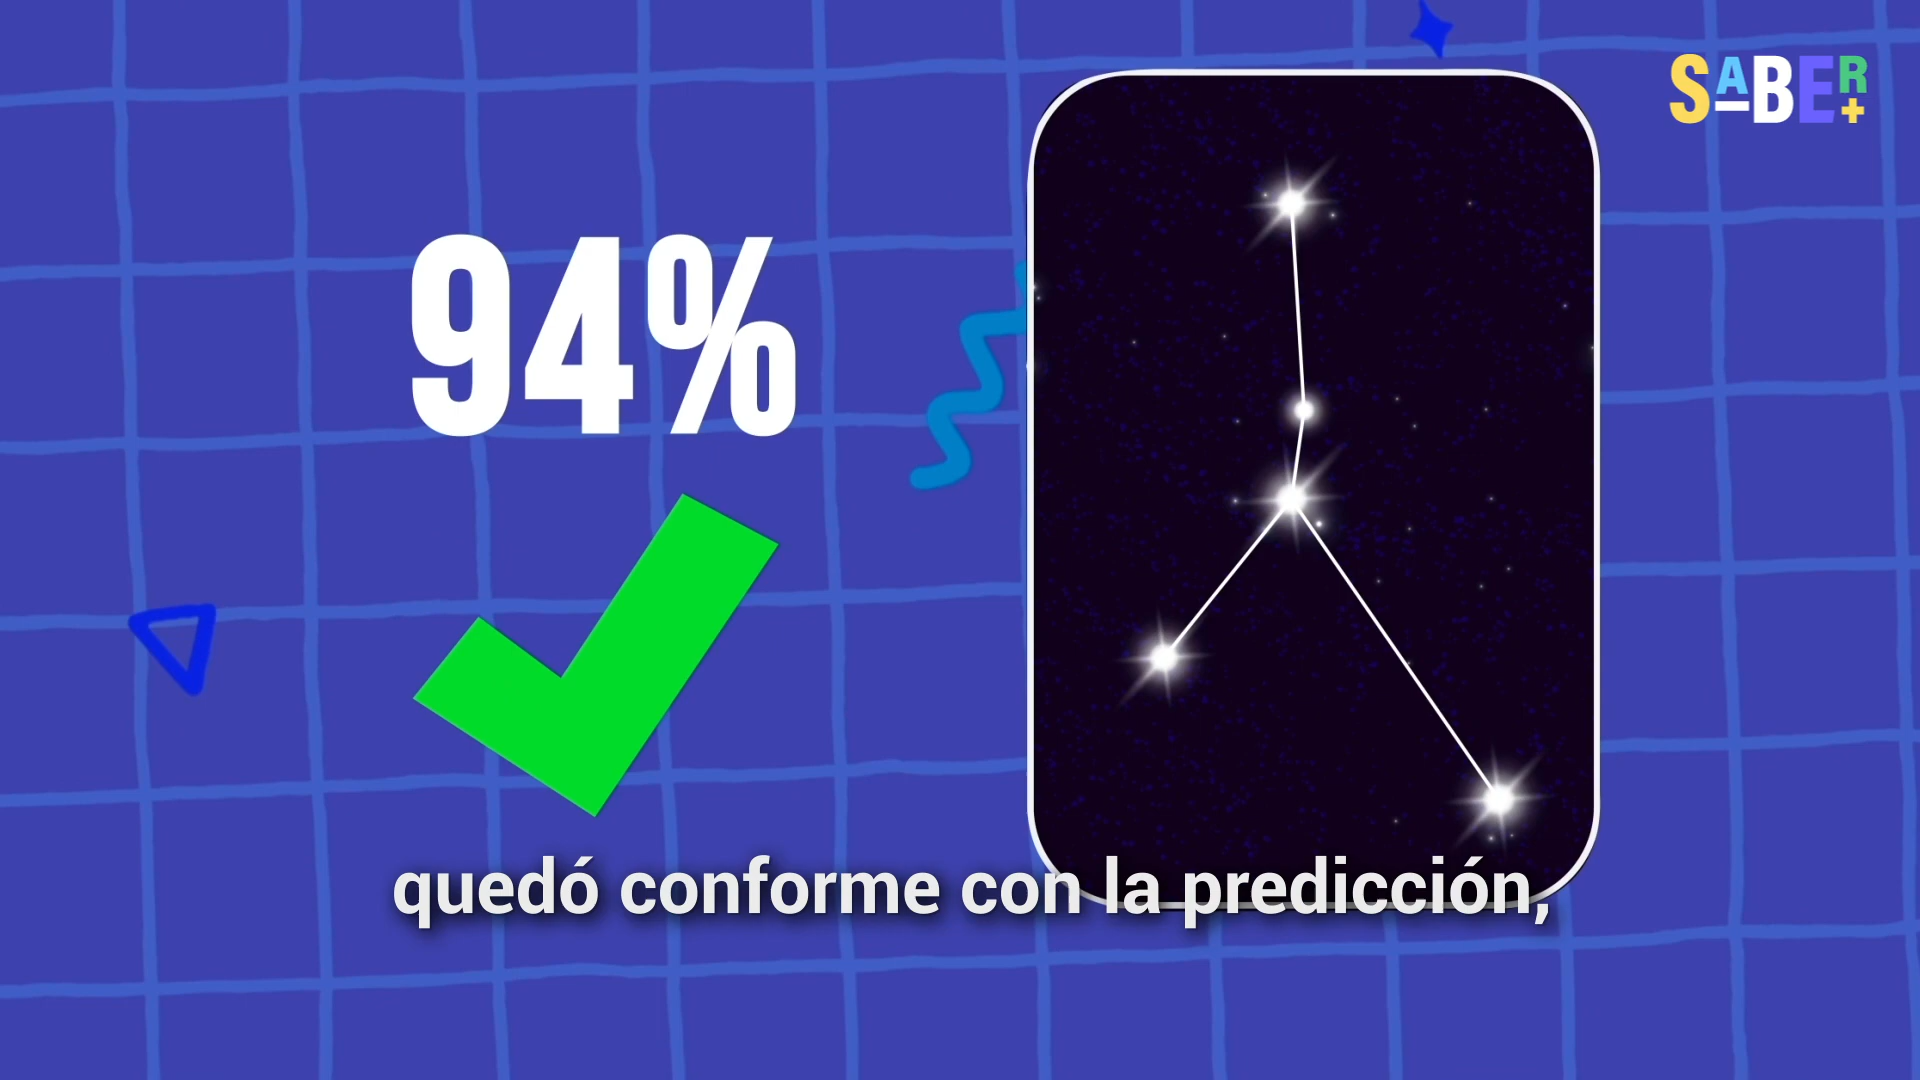 SABER+
94%
quedó conforme con la predicción,